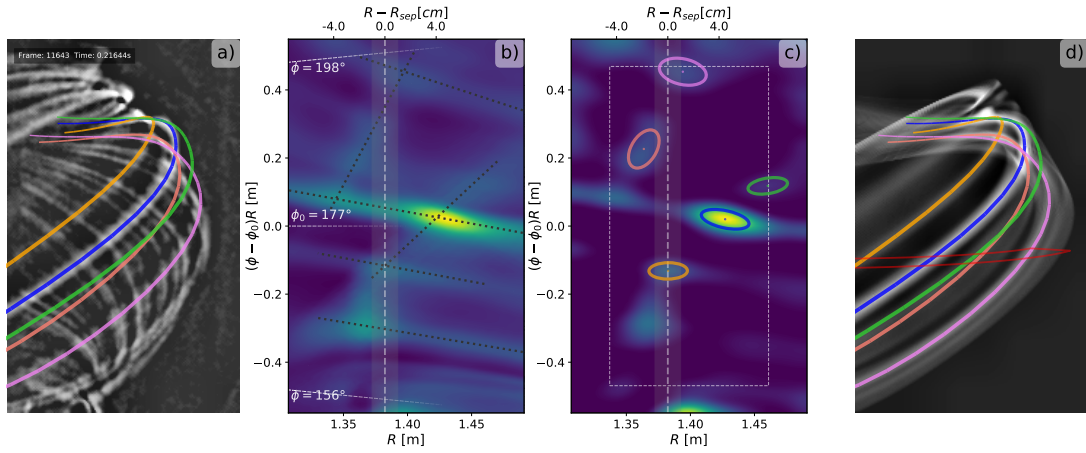 a)
Frame: 11643 Time: 0.21644s
R − R_sep[cm]
-4.0 0.0 4.0
b)
ϕ = 198°
ϕ₀ = 177°
ϕ = 156°
(ϕ − ϕ₀)R [m]
0.4
0.2
0.0
−0.2
−0.4
1.35 1.40 1.45
R [m]
R − R_sep[cm]
-4.0 0.0 4.0
c)
(ϕ − ϕ₀)R [m]
0.4
0.2
0.0
−0.2
−0.4
1.35 1.40 1.45
R [m]
d)